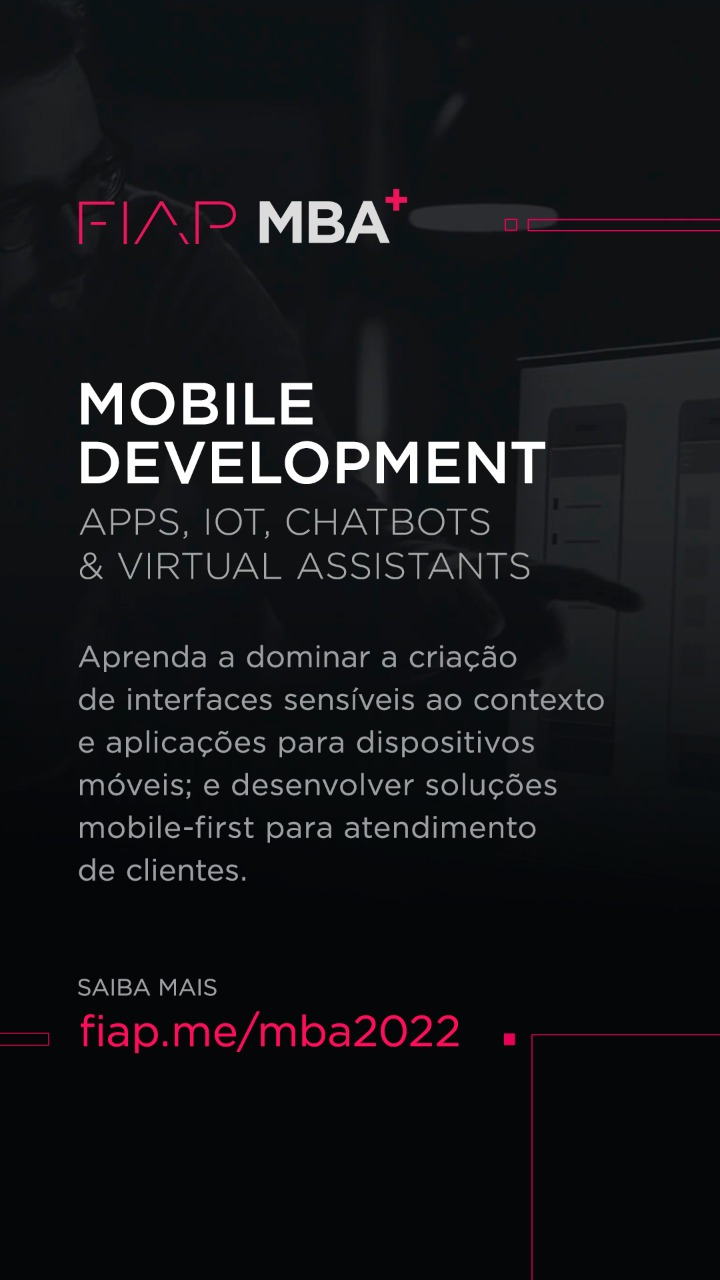 FIAP MBA+
MOBILE
DEVELOPMENT
APPS, IOT, CHATBOTS
& VIRTUAL ASSISTANTS
Aprenda a dominar a criação
de interfaces sensíveis ao contexto
e aplicações para dispositivos
móveis; e desenvolver soluções
mobile-first para atendimento
de clientes.
SAIBA MAIS
fiap.me/mba2022